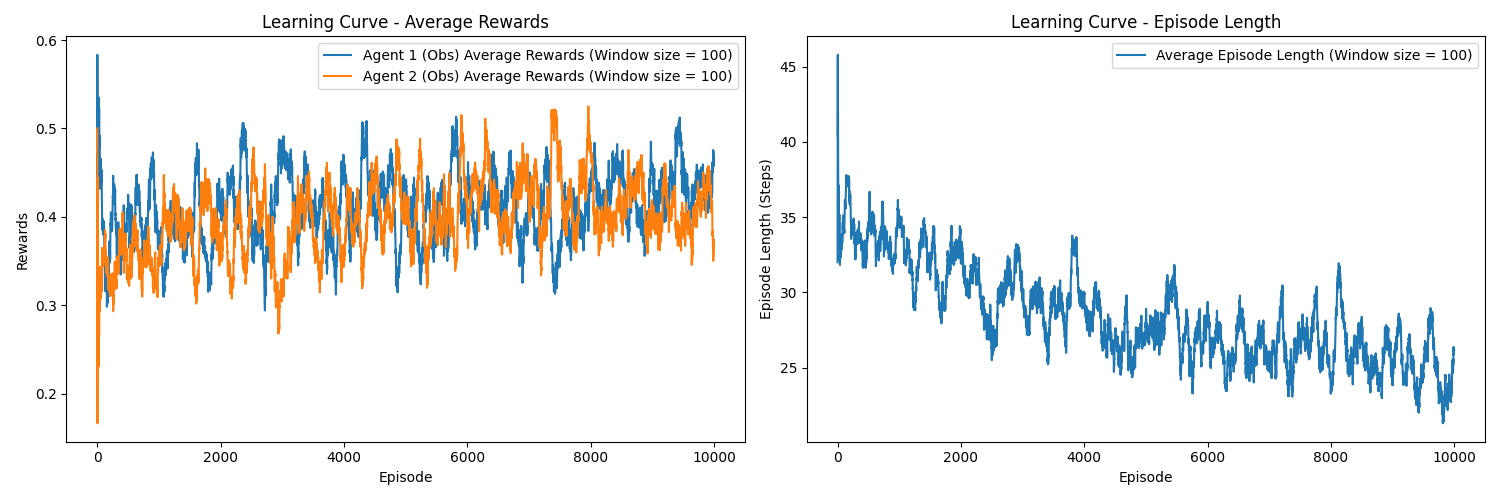 Learning Curve - Average Rewards
Agent 1 (Obs) Average Rewards (Window size = 100)
Agent 2 (Obs) Average Rewards (Window size = 100)
Rewards
0.6
0.5
0.4
0.3
0.2
0 2000 4000 6000 8000 10000
Episode
Learning Curve - Episode Length
Average Episode Length (Window size = 100)
Episode Length (Steps)
45
40
35
30
25
0 2000 4000 6000 8000 10000
Episode